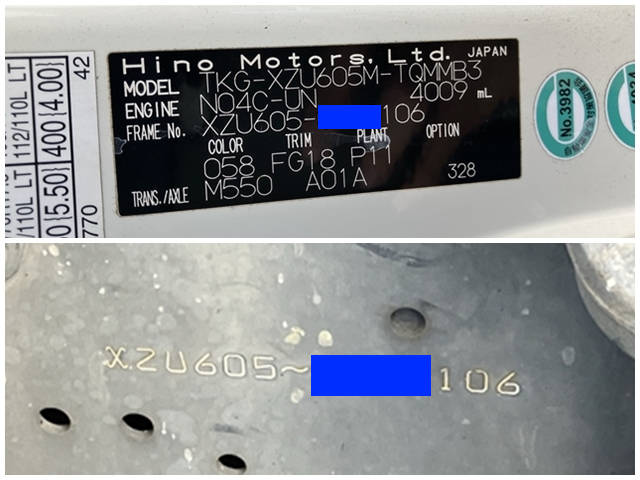 Hino Motors, Ltd. JAPAN
MODEL TKG-XZU605M-TQMMB3
ENGINE N04C-UN 4009 mL
FRAME No. XZU605- 106
COLOR TRIM PLANT OPTION
058 FG18 P11
TRANS./AXLE M550 A01A 328
110L LT 112/110L LT
0 {5.50} 400 {4.00}
770 42
No.3982
XZU605~ 106